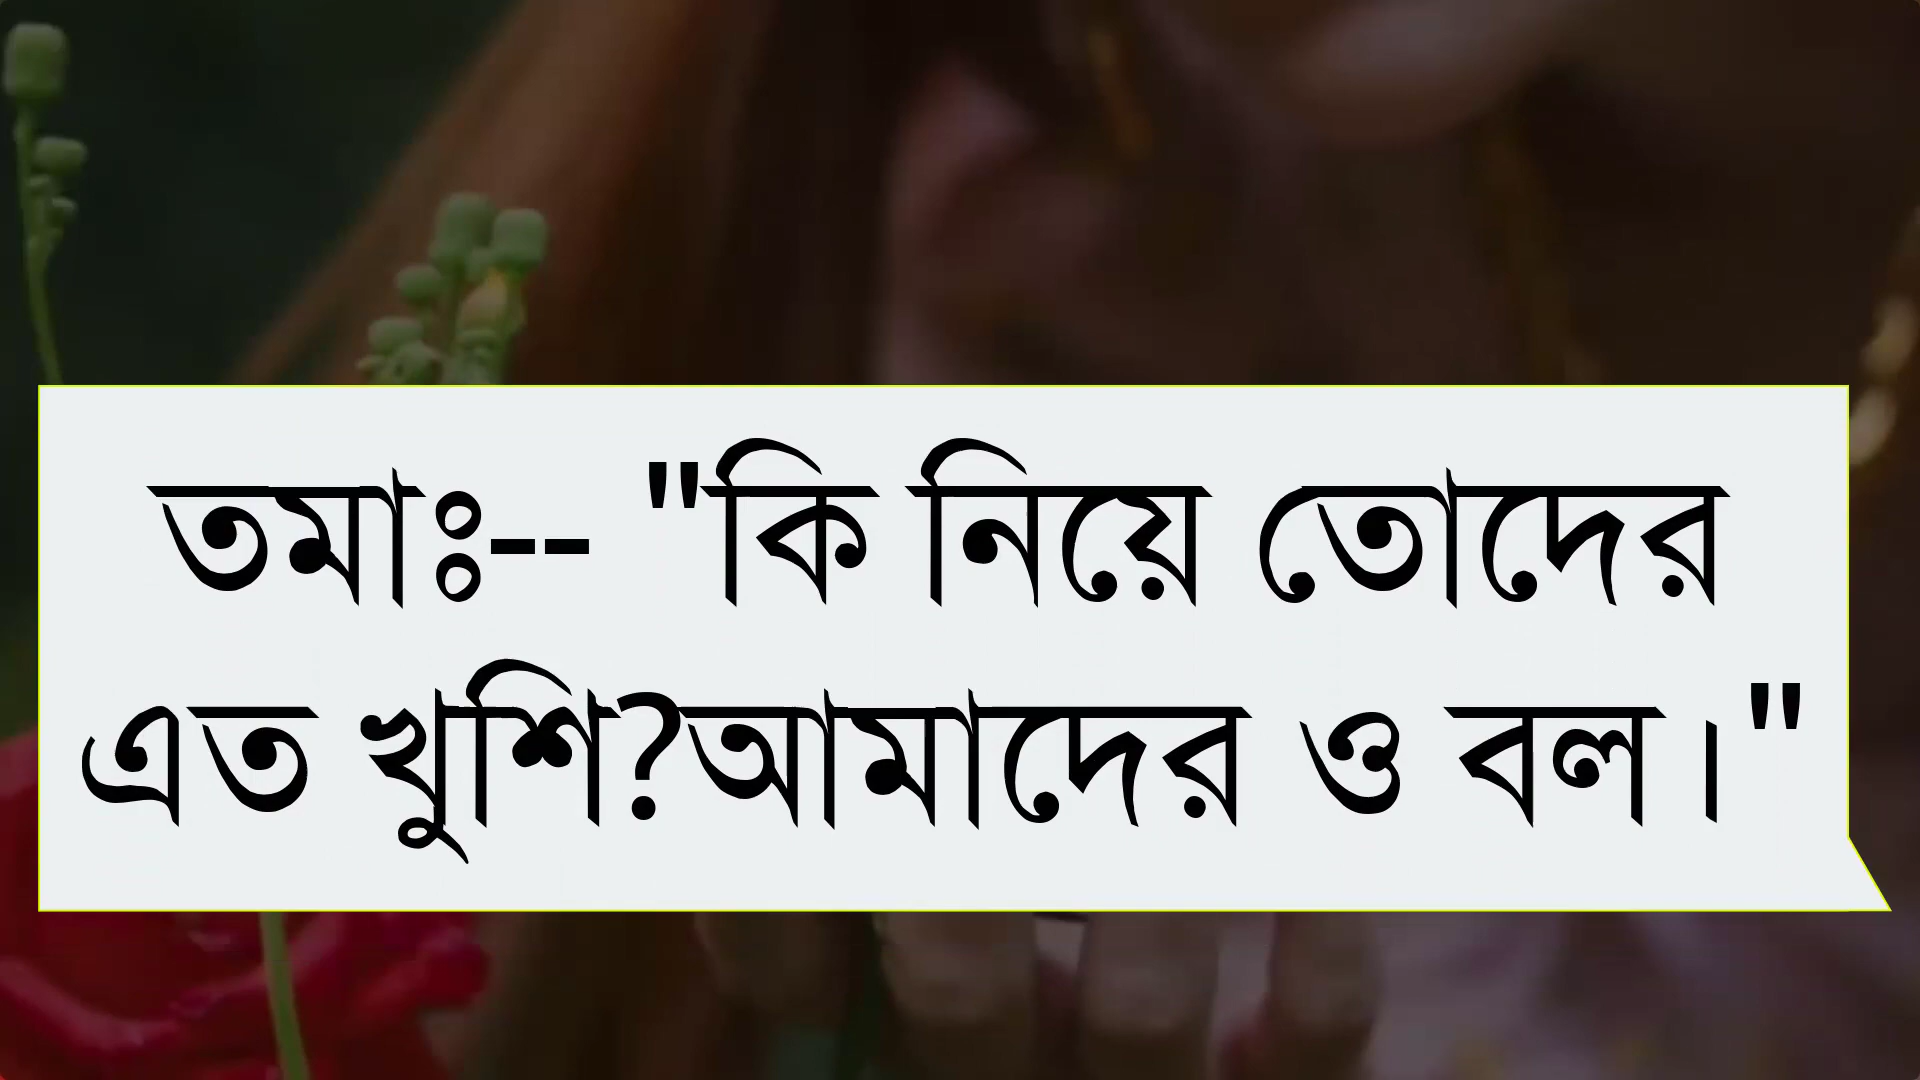 তমাঃ-- "কি নিয়ে তোদের
এত খুশি?আমাদের ও বল।"